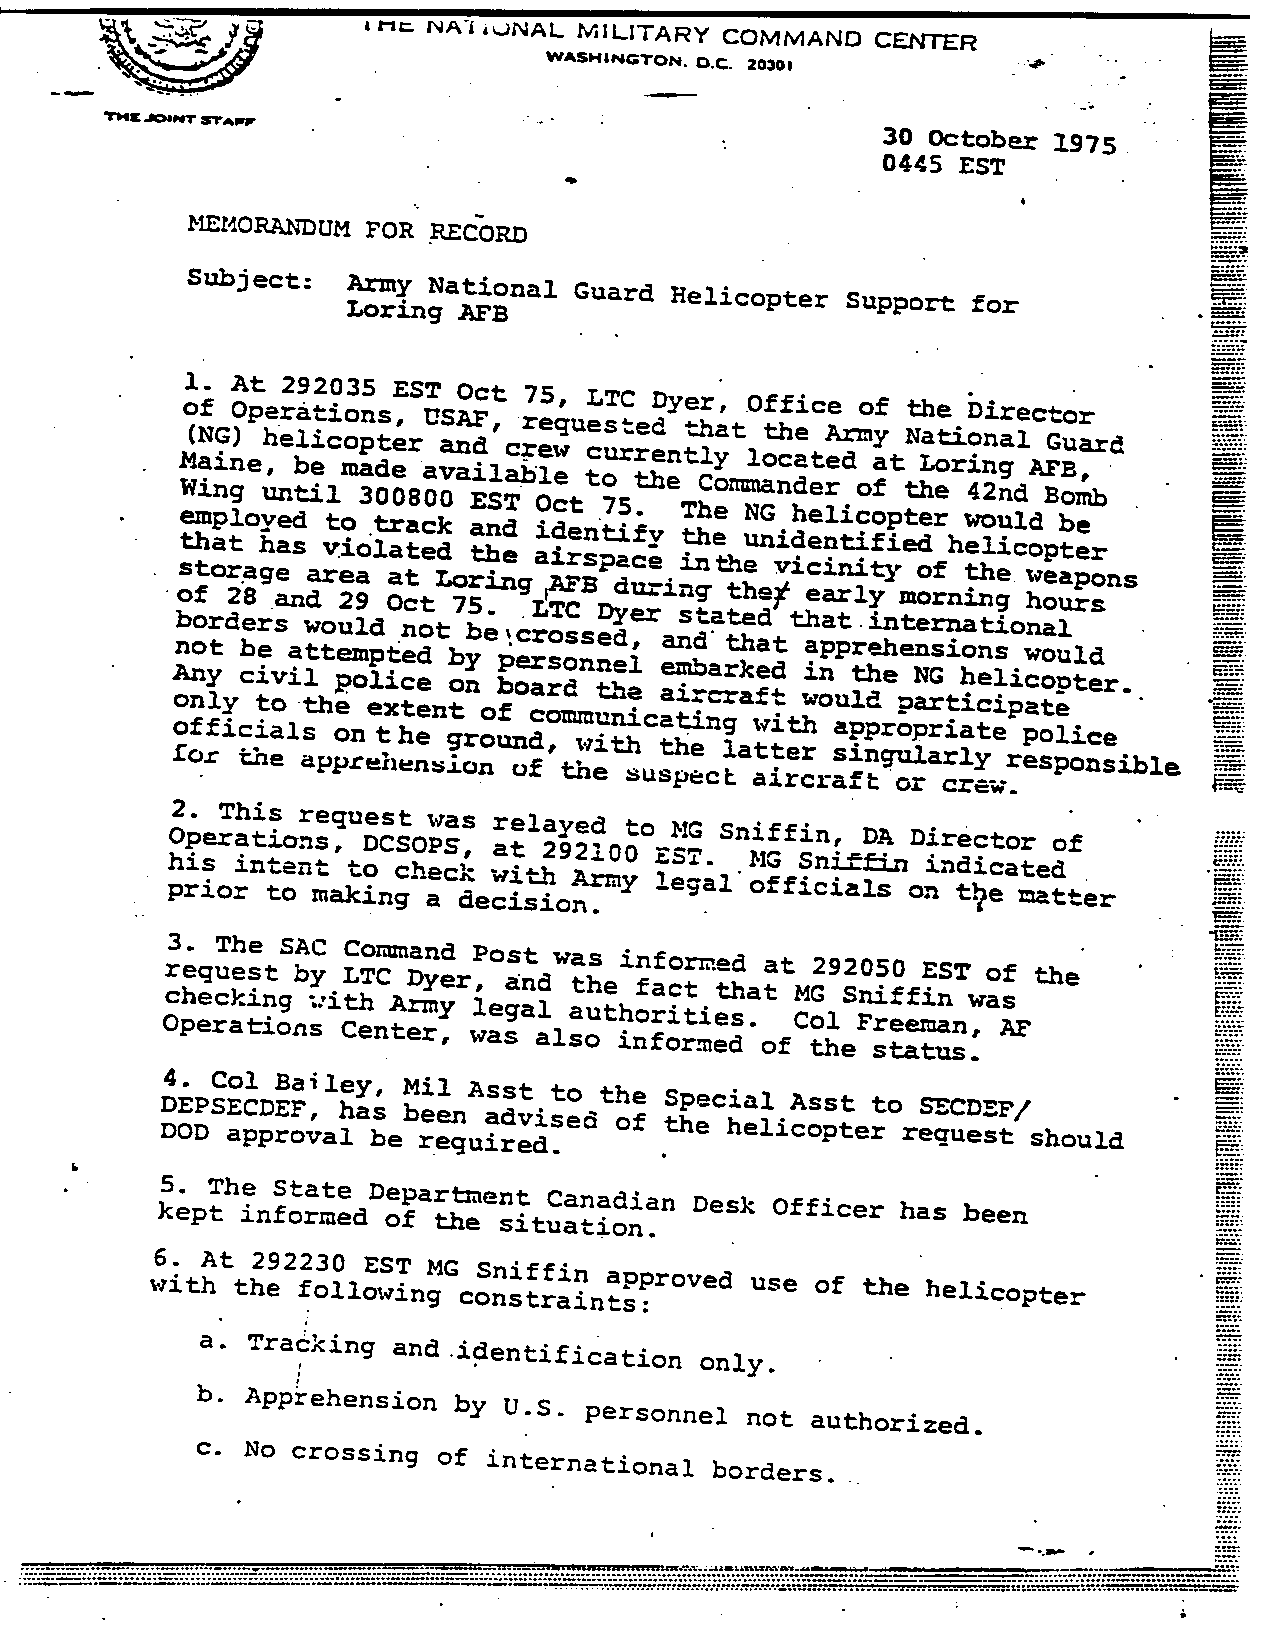 THE NATIONAL MILITARY COMMAND CENTER
WASHINGTON, D.C. 20301
THE JOINT STAFF
30 October 1975
0445 EST
MEMORANDUM FOR RECORD
Subject: Army National Guard Helicopter Support for
Loring AFB
1. At 292035 EST Oct 75, LTC Dyer, Office of the Director
of Operations, USAF, requested that the Army National Guard
(NG) helicopter and crew currently located at Loring AFB,
Maine, be made available to the Commander of the 42nd Bomb
Wing until 300800 EST Oct 75. The NG helicopter would be
employed to track and identify the unidentified helicopter
that has violated the airspace inthe vicinity of the weapons
storage area at Loring AFB during they early morning hours
of 28 and 29 Oct 75. LTC Dyer stated that international
borders would not be crossed, and that apprehensions would
not be attempted by personnel embarked in the NG helicopter.
Any civil police on board the aircraft would participate
only to the extent of communicating with appropriate police
officials on the ground, with the latter singularly responsible
for the apprehension of the suspect aircraft or crew.
2. This request was relayed to MG Sniffin, DA Director of
Operations, DCSOPS, at 292100 EST. MG Sniffin indicated
his intent to check with Army legal officials on the matter
prior to making a decision.
3. The SAC Command Post was informed at 292050 EST of the
request by LTC Dyer, and the fact that MG Sniffin was
checking with Army legal authorities. Col Freeman, AF
Operations Center, was also informed of the status.
4. Col Bailey, Mil Asst to the Special Asst to SECDEF/
DEPSECDEF, has been advised of the helicopter request should
DOD approval be required.
5. The State Department Canadian Desk Officer has been
kept informed of the situation.
6. At 292230 EST MG Sniffin approved use of the helicopter
with the following constraints:
a. Tracking and identification only.
b. Apprehension by U.S. personnel not authorized.
c. No crossing of international borders.